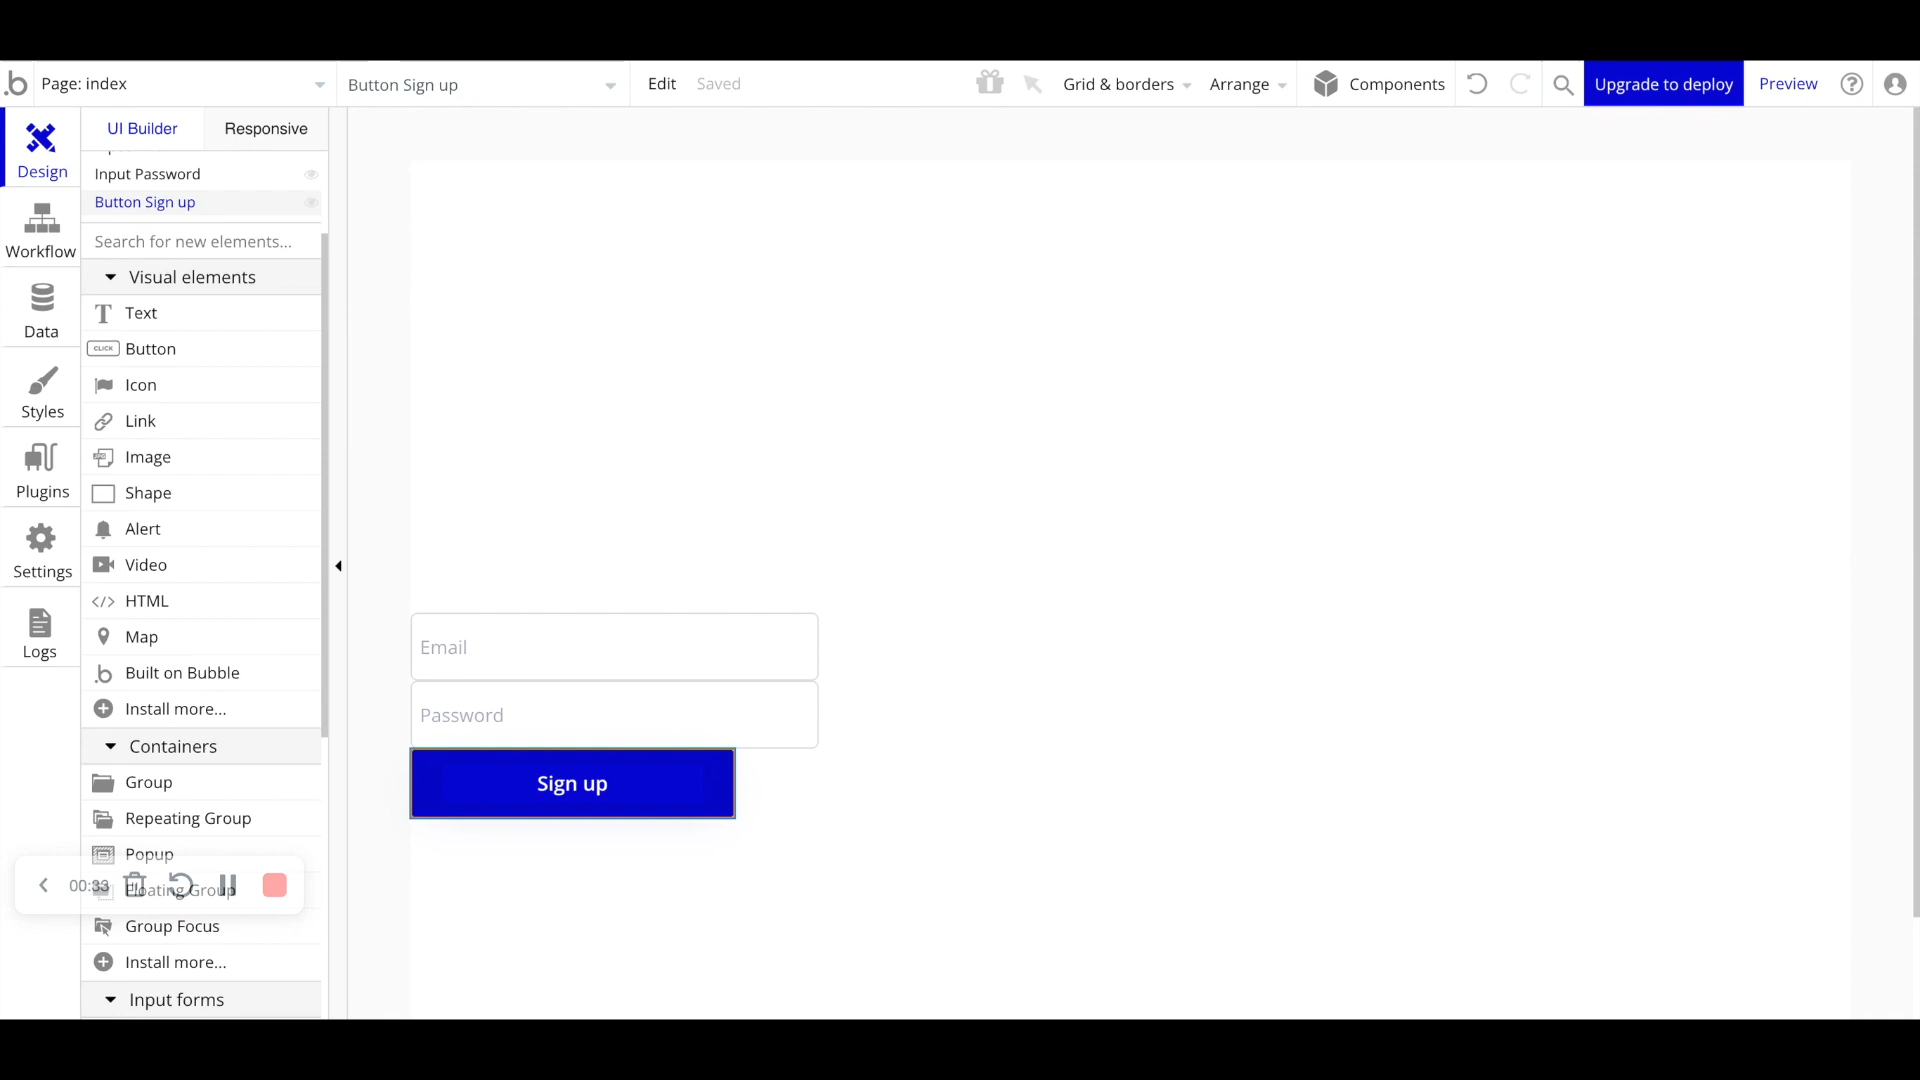 .b Page: index Button Sign up Edit Saved Grid & borders Arrange Components Upgrade to deploy Preview ?
Design
Workflow
Data
Styles
Plugins
Settings
Logs
UI Builder Responsive
Input Password
Button Sign up
Search for new elements...
Visual elements
Text
CLICK Button
Icon
Link
Image
Shape
Alert
Video
</> HTML
Map
.b Built on Bubble
Install more...
Containers
Group
Repeating Group
Popup
00:33 Floating Group
Group Focus
Install more...
Input forms
Email
Password
Sign up